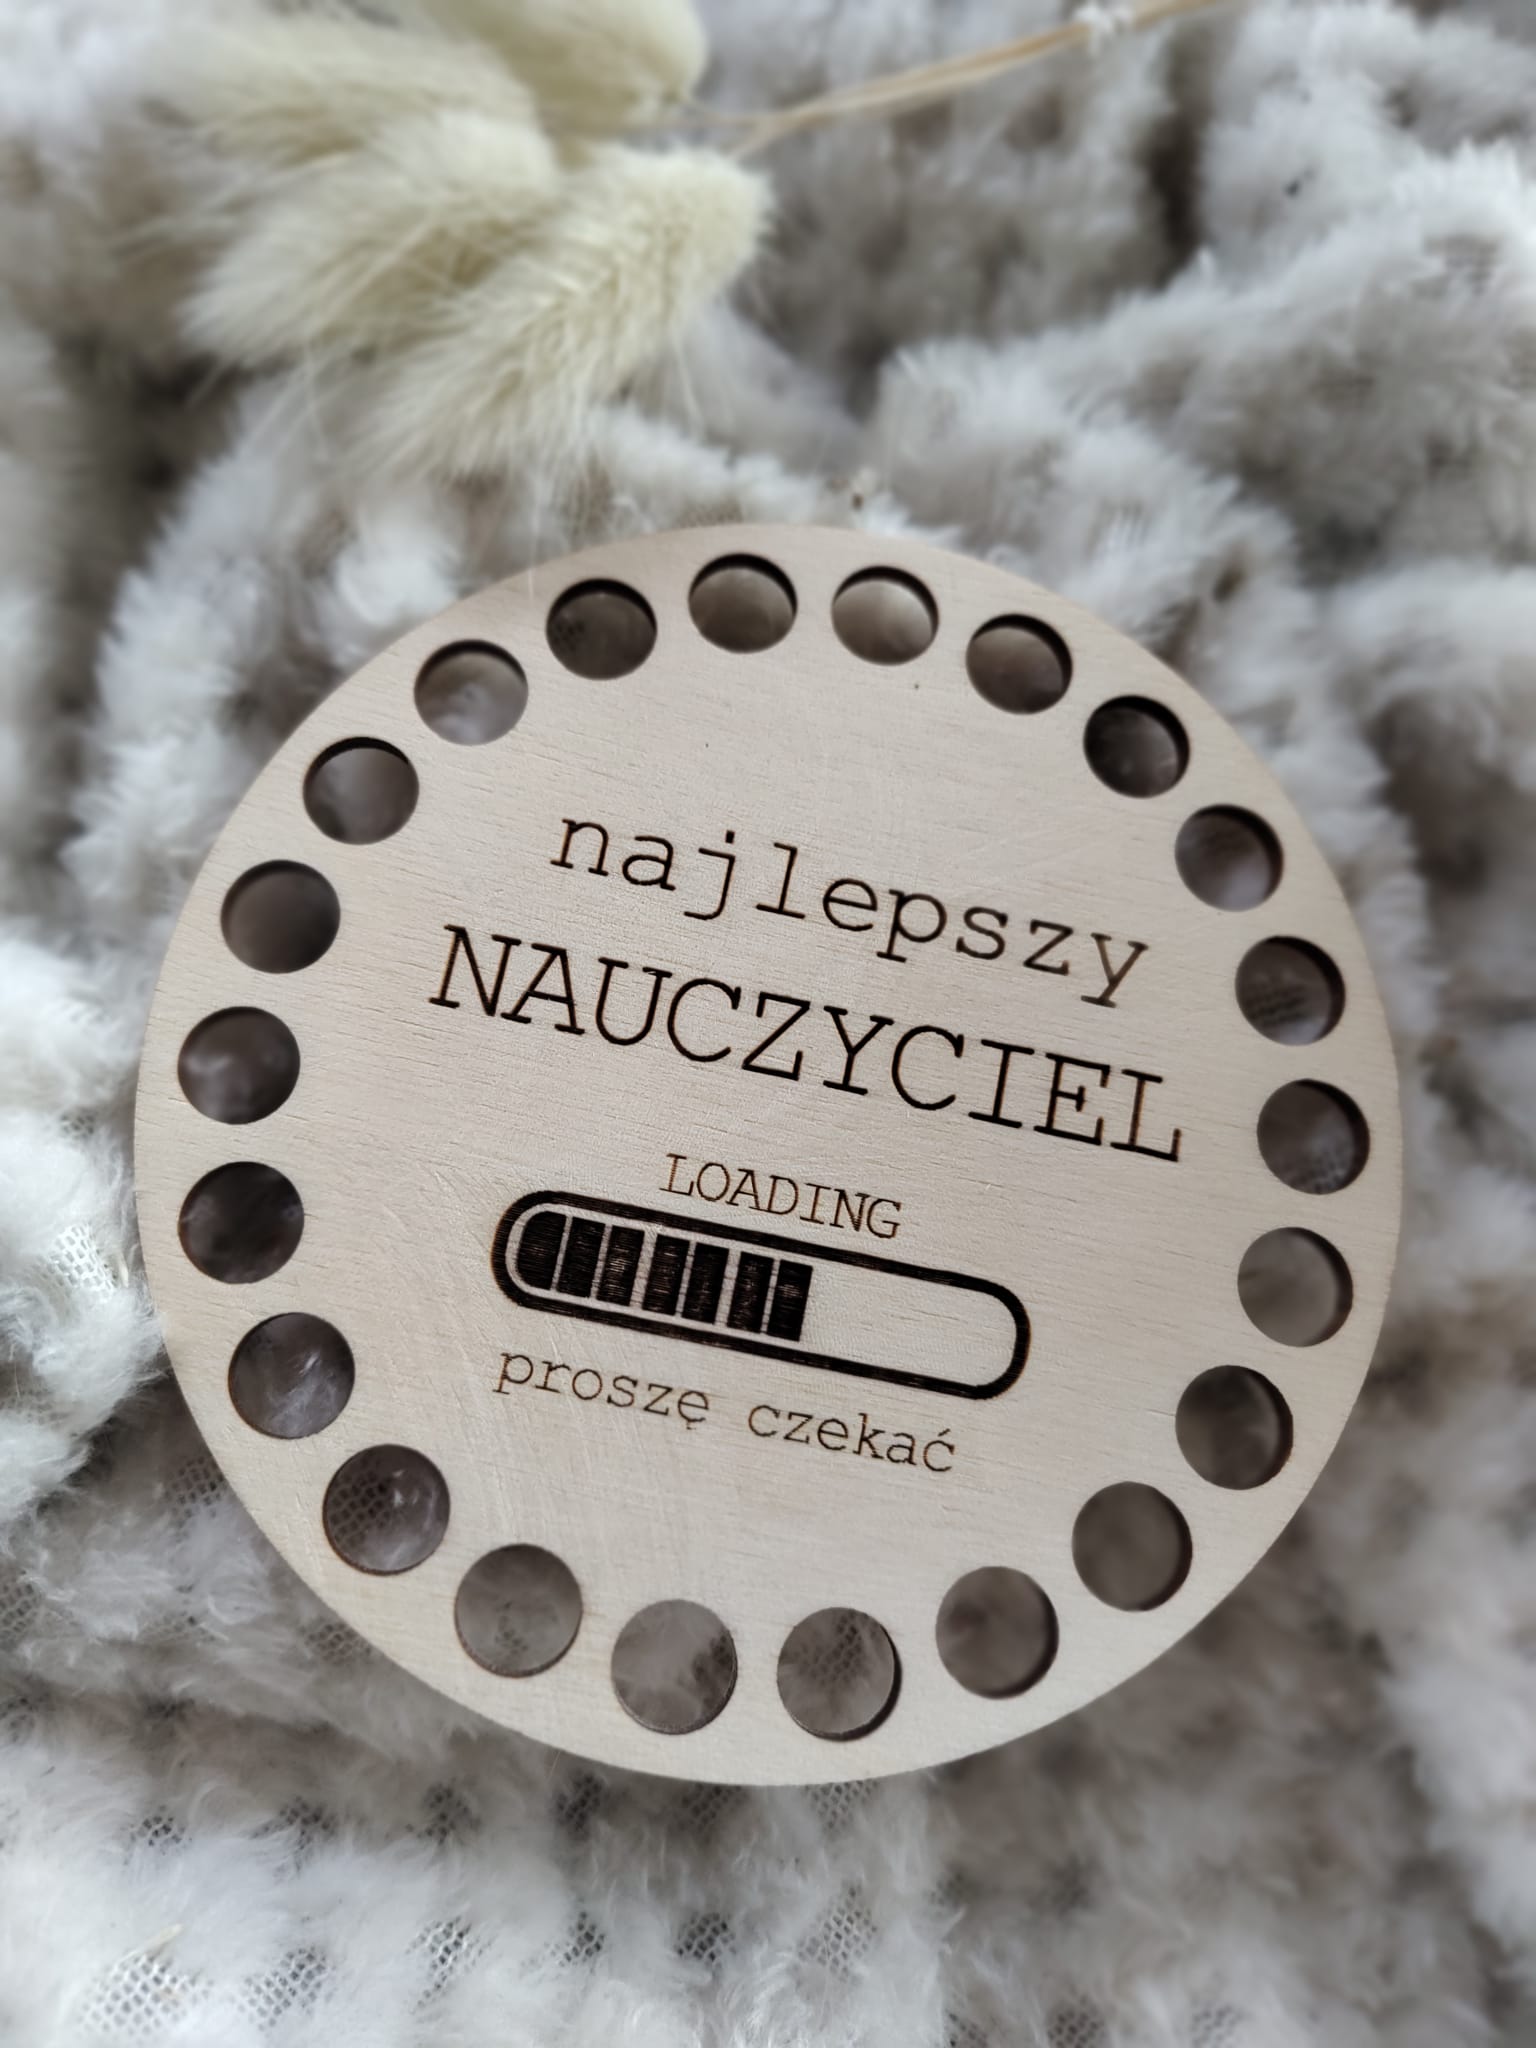 najlepszy
NAUCZYCIEL
LOADING
proszę czekać